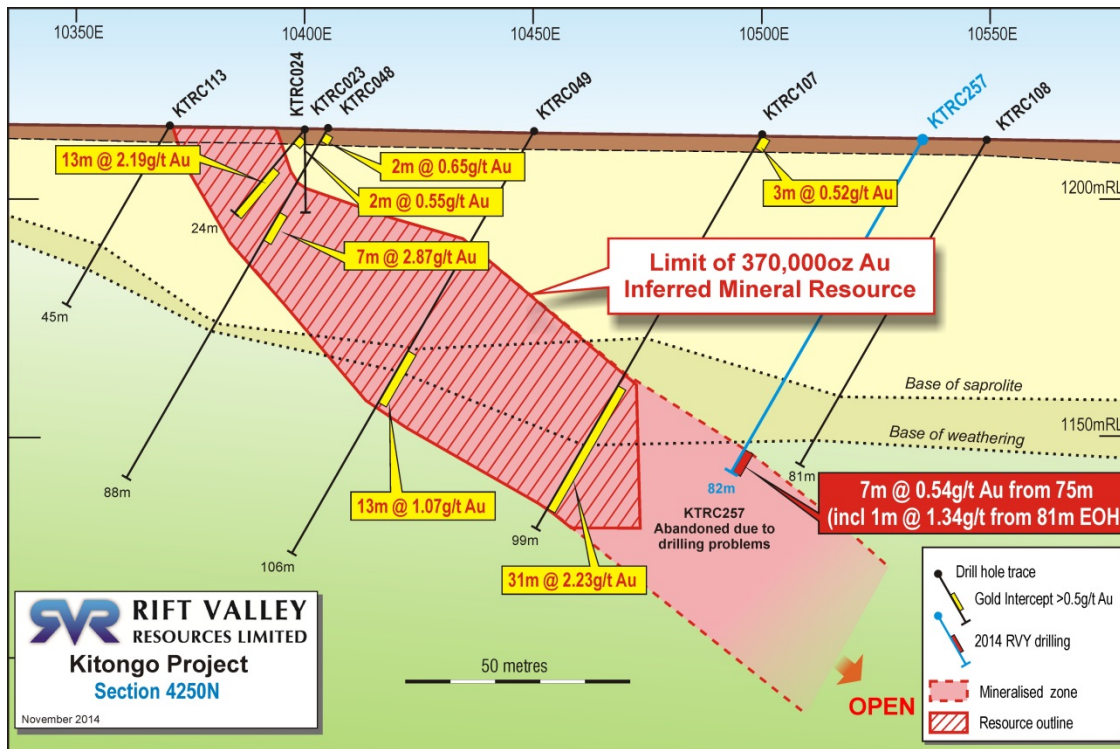 10350E
10400E
10450E
10500E
10550E
KTRC113
KTRC024
KTRC023
KTRC048
KTRC049
KTRC107
KTRC257
KTRC108
13m @ 2.19g/t Au
2m @ 0.65g/t Au
2m @ 0.55g/t Au
3m @ 0.52g/t Au
1200mRL
24m
7m @ 2.87g/t Au
Limit of 370,000oz Au
Inferred Mineral Resource
45m
Base of saprolite
1150mRL
Base of weathering
88m
82m
81m
13m @ 1.07g/t Au
KTRC257
Abandoned due to
drilling problems
7m @ 0.54g/t Au from 75m
(incl 1m @ 1.34g/t from 81m EOH
99m
106m
31m @ 2.23g/t Au
RIFT VALLEY
RESOURCES LIMITED
Kitongo Project
Section 4250N
November 2014
50 metres
OPEN
Drill hole trace
Gold Intercept >0.5g/t Au
2014 RVY drilling
Mineralised zone
Resource outline